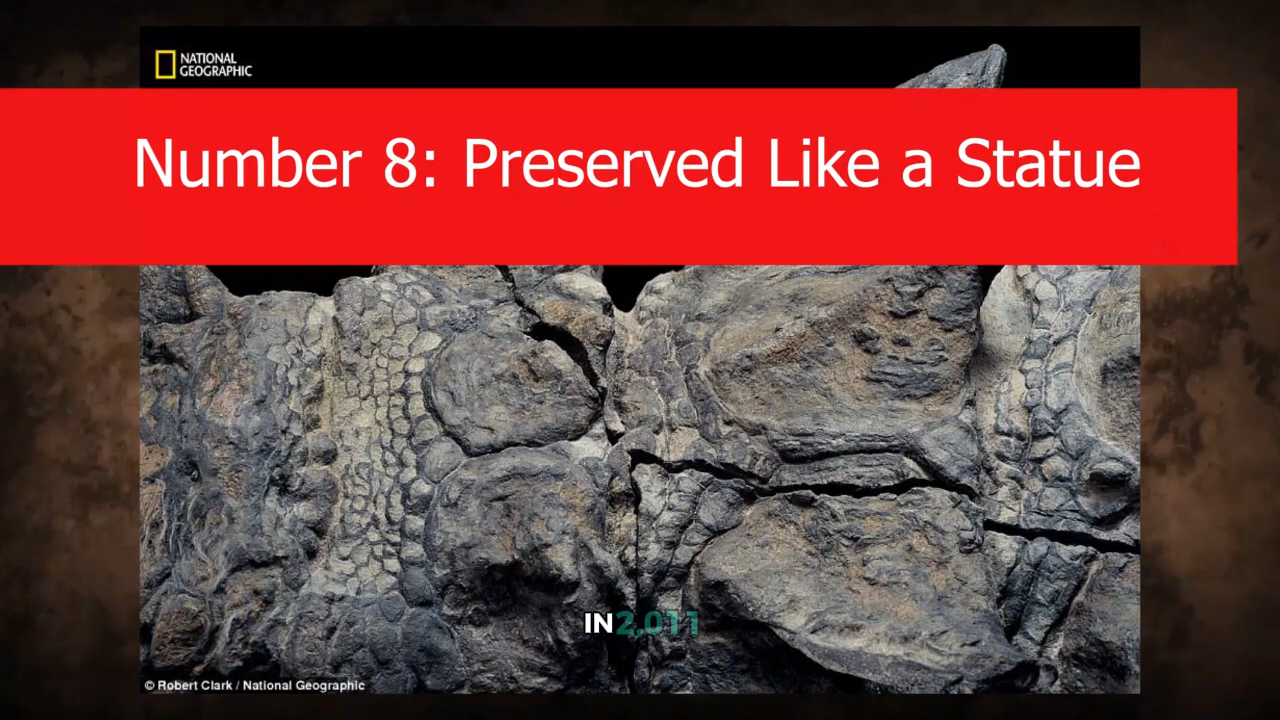 NATIONAL
GEOGRAPHIC
Number 8: Preserved Like a Statue
IN 2,011
© Robert Clark / National Geographic